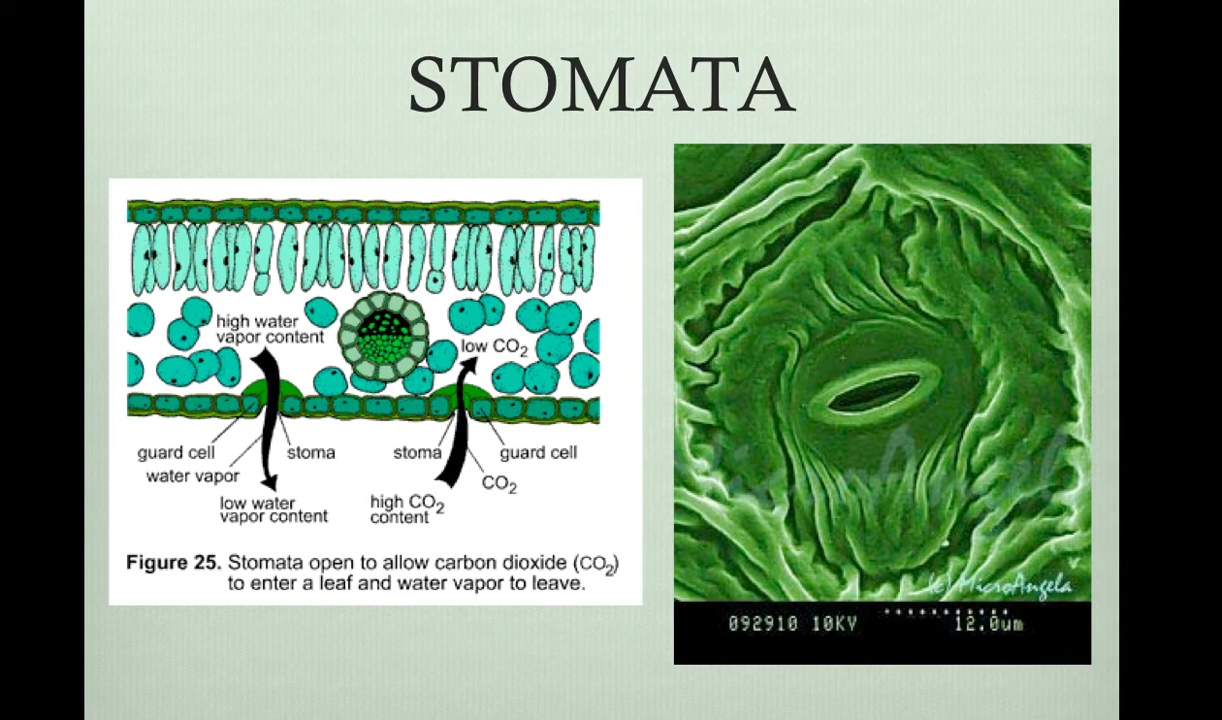 STOMATA
high water
vapor content
low CO₂
guard cell
stoma
stoma
guard cell
water vapor
CO₂
low water
vapor content
high CO₂
content
Figure 25. Stomata open to allow carbon dioxide (CO₂)
to enter a leaf and water vapor to leave.
(c) MicroAngela
092910 10KV 12.0um